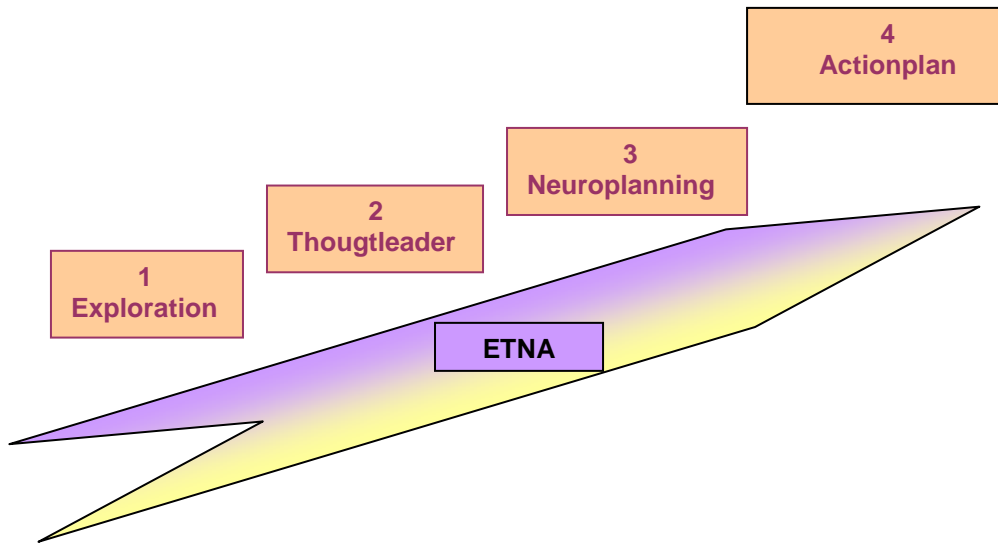 1
Exploration
2
Thougtleader
3
Neuroplanning
4
Actionplan
ETNA